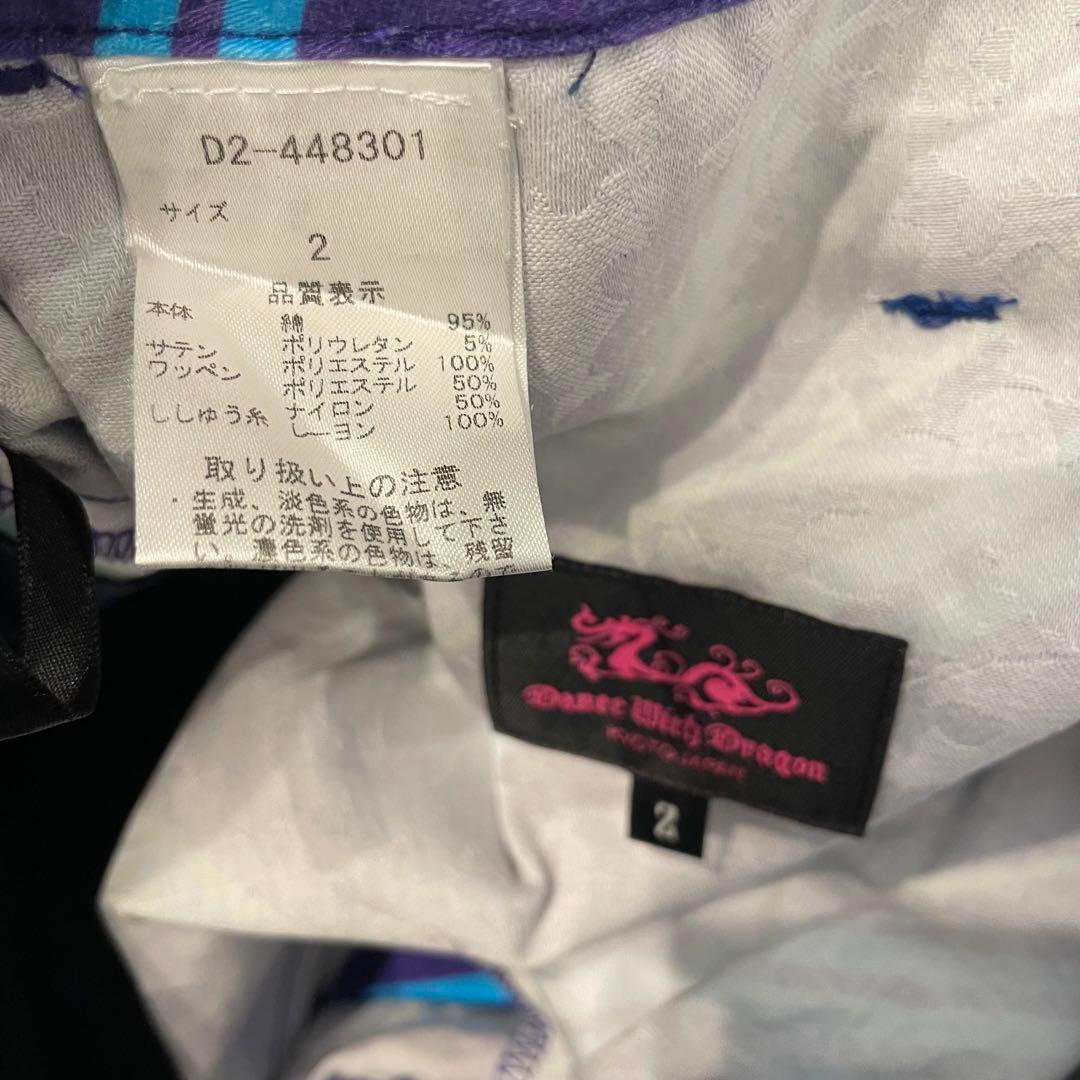 D2-448301
サイズ
2
品質表示
本体 綿 95%
ポリウレタン 5%
サテン ポリエステル 100%
ワッペン ポリエステル 50%
ナイロン 50%
ししゅう糸 レーヨン 100%
取り扱い上の注意
・生成、淡色系の色物は、無
蛍光の洗剤を使用して下さ
い。濃色系の色物は、残留
Dance With Dragon
KYOTO JAPAN
2